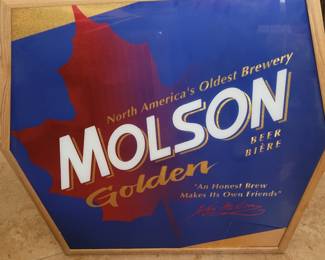 North America's Oldest Brewery
MOLSON
BEER
BIÈRE
Golden
"An Honest Brew
Makes Its Own Friends"